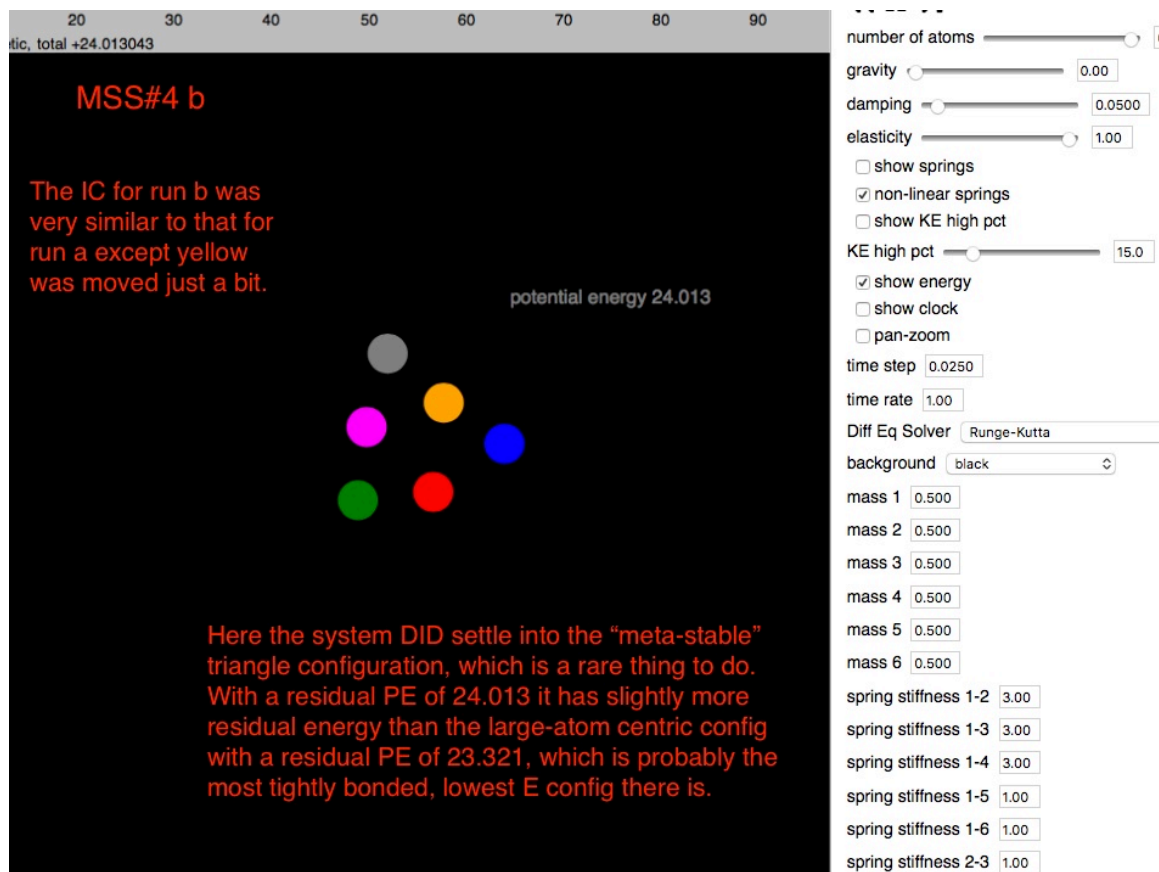 20 30 40 50 60 70 80 90
etic, total +24.013043
MSS#4 b
The IC for run b was
very similar to that for
run a except yellow
was moved just a bit.
potential energy 24.013
Here the system DID settle into the “meta-stable”
triangle configuration, which is a rare thing to do.
With a residual PE of 24.013 it has slightly more
residual energy than the large-atom centric config
with a residual PE of 23.321, which is probably the
most tightly bonded, lowest E config there is.
number of atoms
gravity 0.00
damping 0.0500
elasticity 1.00
show springs
non-linear springs
show KE high pct
KE high pct 15.0
show energy
show clock
pan-zoom
time step 0.0250
time rate 1.00
Diff Eq Solver Runge-Kutta
background black
mass 1 0.500
mass 2 0.500
mass 3 0.500
mass 4 0.500
mass 5 0.500
mass 6 0.500
spring stiffness 1-2 3.00
spring stiffness 1-3 3.00
spring stiffness 1-4 3.00
spring stiffness 1-5 1.00
spring stiffness 1-6 1.00
spring stiffness 2-3 1.00